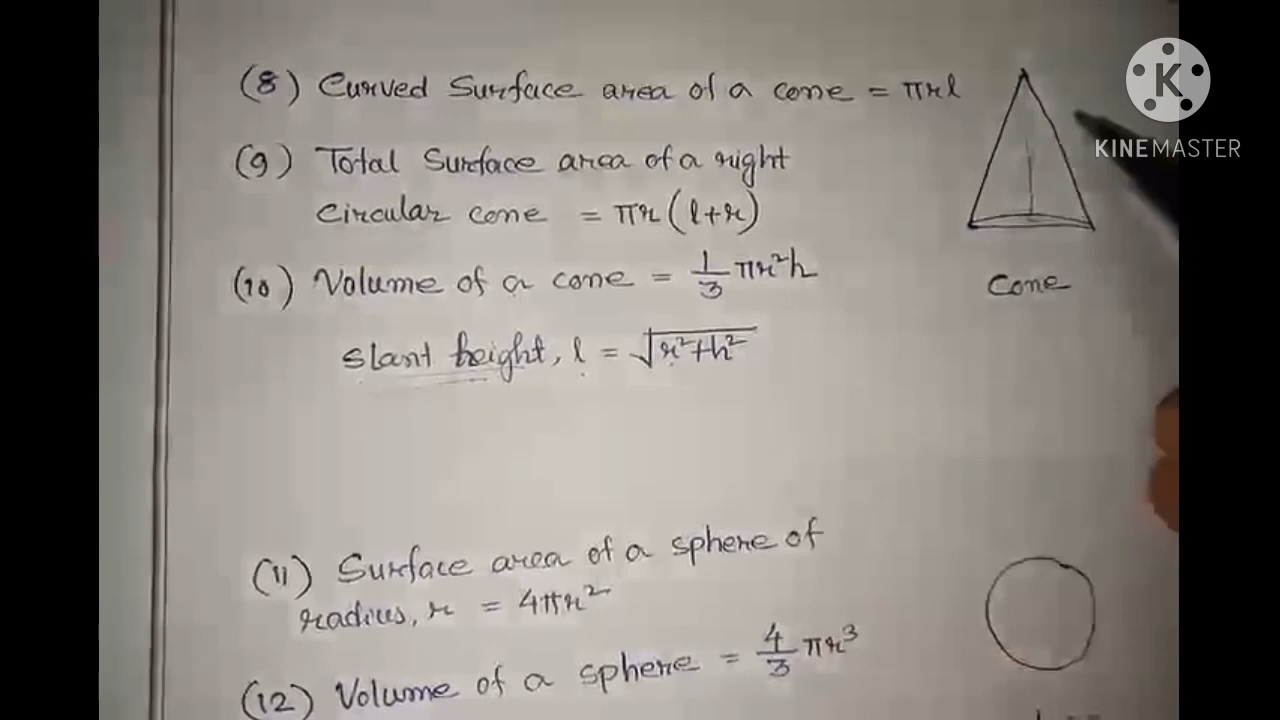 (8) Curved Surface area of a cone = πrl
K
KINEMASTER
(9) Total Surface area of a right
circular cone = πr(l+r)
(10) Volume of a cone = 1/3 πr²h
Cone
slant height, l = √(r²+h²)
(11) Surface area of a sphere of
radius, r = 4πr²
(12) Volume of a sphere = 4/3 πr³